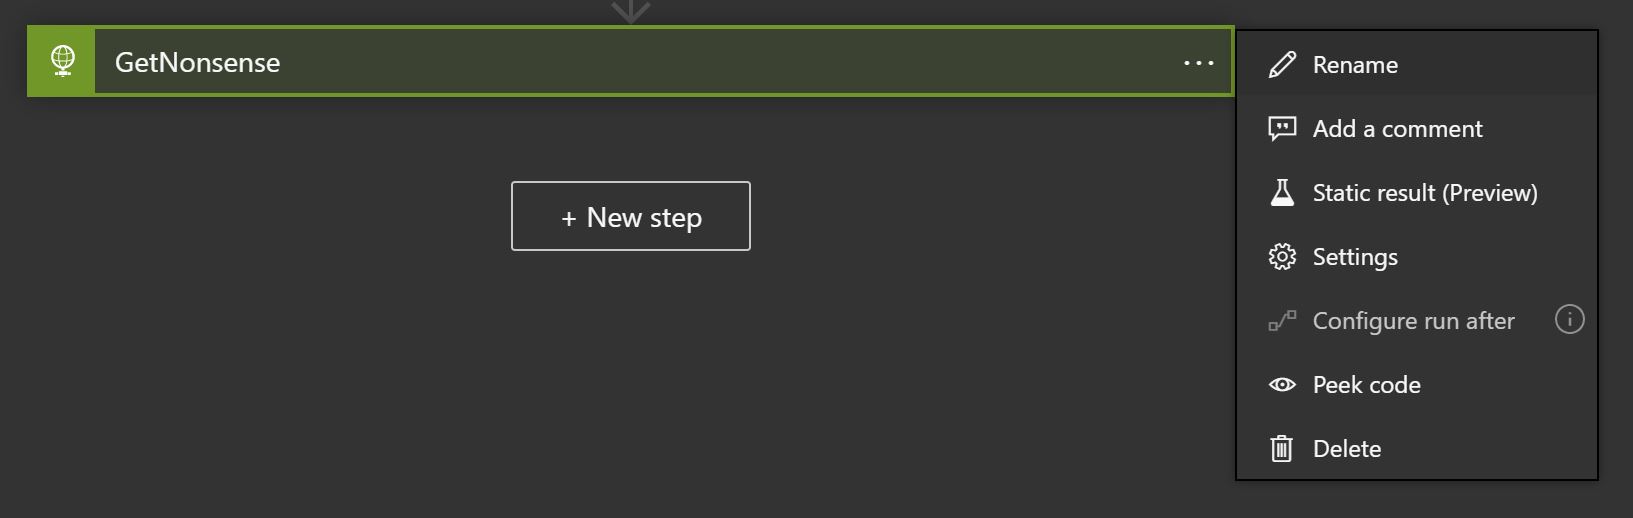 GetNonsense
...
+ New step
Rename
Add a comment
Static result (Preview)
Settings
Configure run after
Peek code
Delete